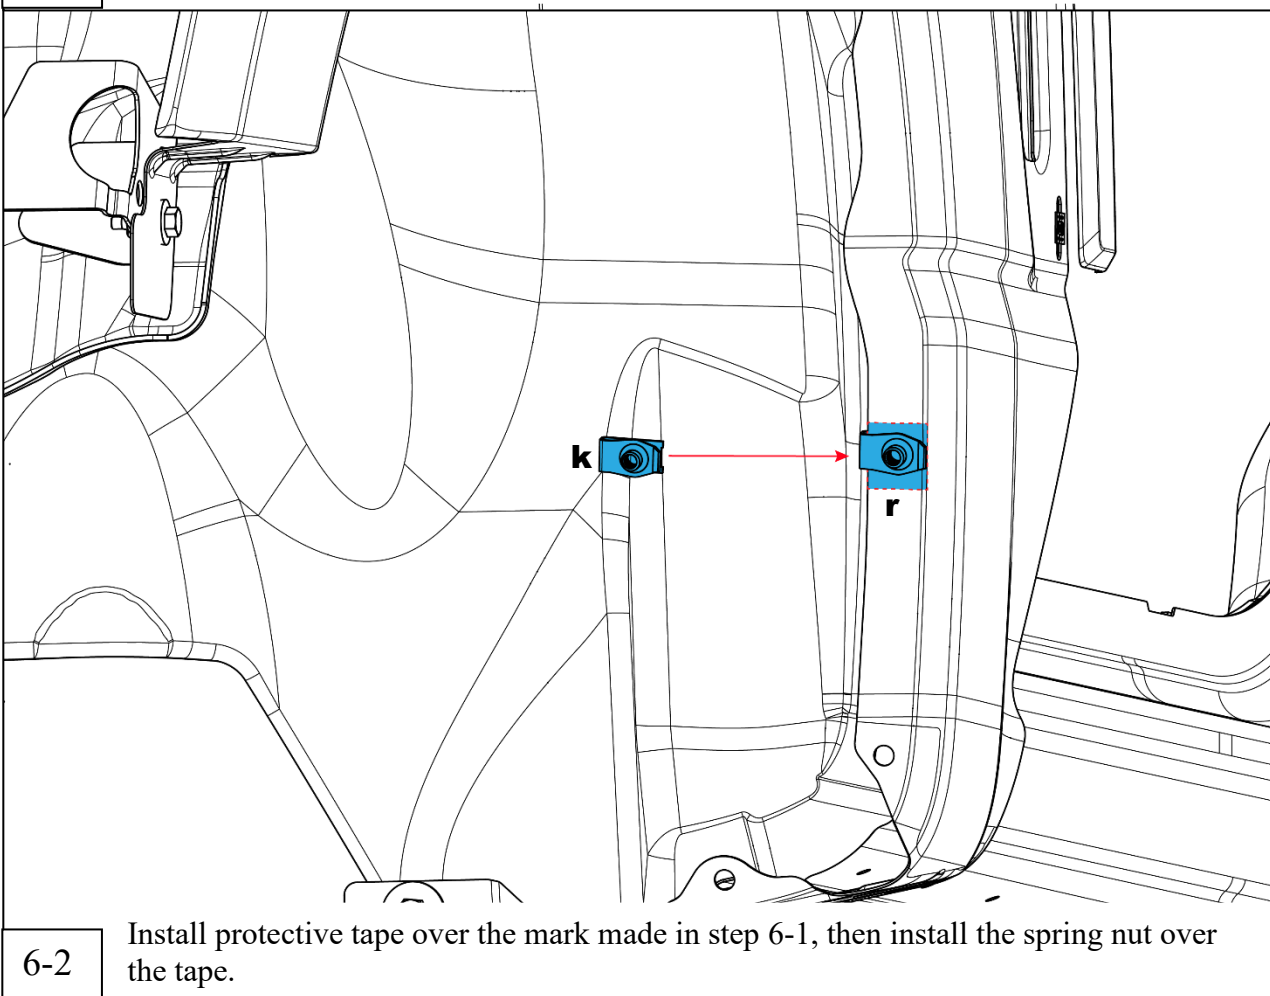 k
r
6-2
Install protective tape over the mark made in step 6-1, then install the spring nut over
the tape.